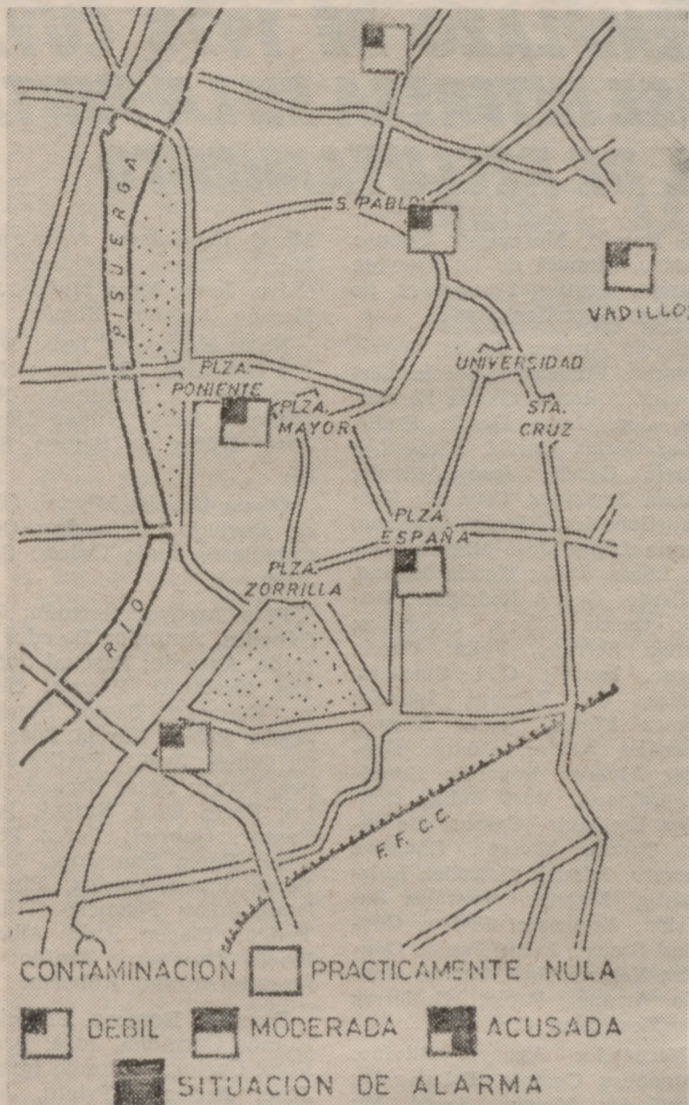 S. PABLO
PISUERGA
VADILLOS
PLZA.
PONIENTE
UNIVERSIDAD
PLZA.
MAYOR
STA.
CRUZ
PLZA.
ESPAÑA
PLZA.
ZORRILLA
RIO
F. F. C. C.
CONTAMINACION PRACTICAMENTE NULA
DEBIL MODERADA ACUSADA
SITUACION DE ALARMA